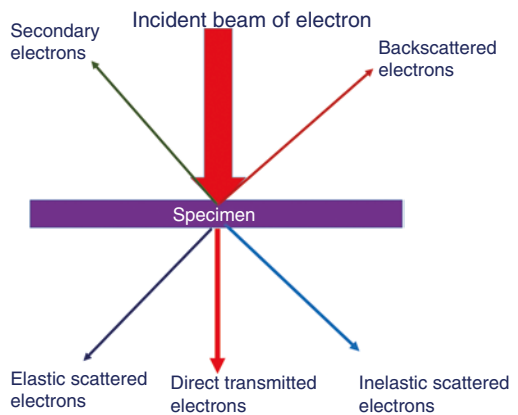 Incident beam of electron
Secondary
electrons
Backscattered
electrons
Specimen
Elastic scattered
electrons
Direct transmitted
electrons
Inelastic scattered
electrons